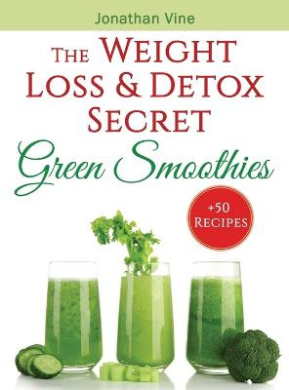 Jonathan Vine
THE WEIGHT
LOSS & DETOX
SECRET
Green Smoothies
+50
RECIPES